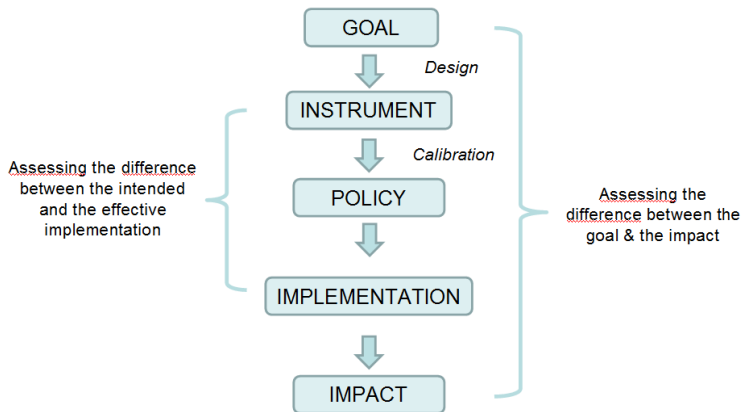 GOAL
Design
INSTRUMENT
Calibration
Assessing the difference
between the intended
and the effective
implementation
POLICY
Assessing the
difference between the
goal & the impact
IMPLEMENTATION
IMPACT